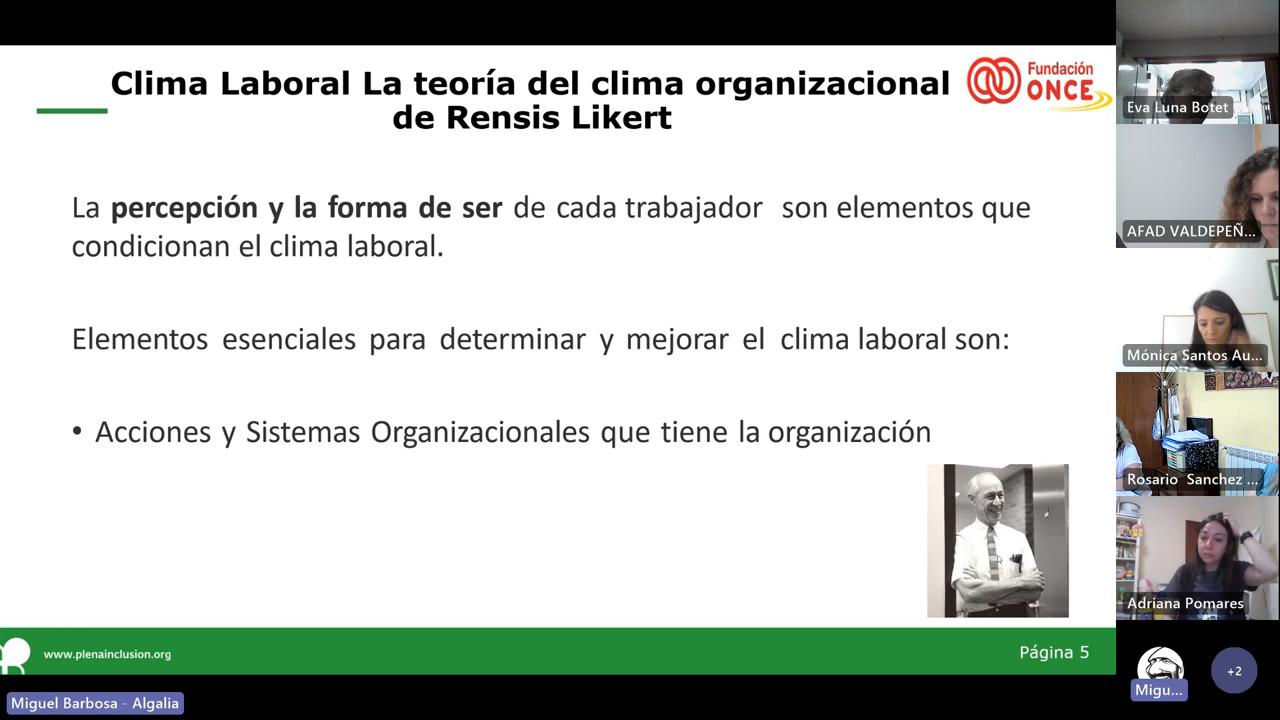 Clima Laboral La teoría del clima organizacional
de Rensis Likert
Fundación
ONCE
La percepción y la forma de ser de cada trabajador son elementos que
condicionan el clima laboral.
Elementos esenciales para determinar y mejorar el clima laboral son:
• Acciones y Sistemas Organizacionales que tiene la organización
www.plenainclusion.org
Página 5
Miguel Barbosa - Algalia
Eva Luna Botet
AFAD VALDEPEÑ...
Mónica Santos Au...
Rosario Sanchez ...
Adriana Pomares
Migu...
+2